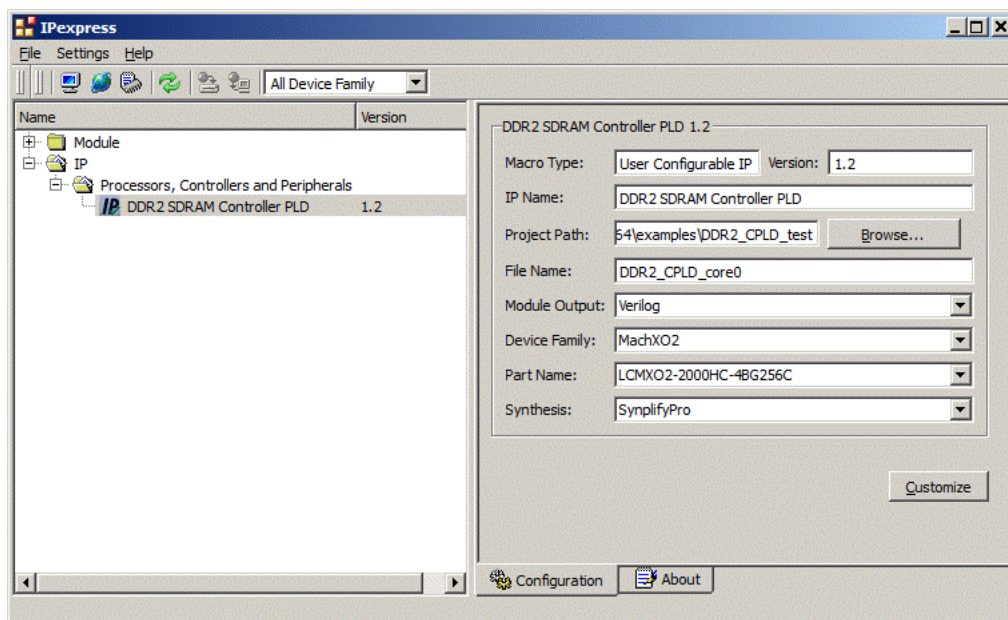 IPexpress
File Settings Help
All Device Family
Name Version
Module
IP
Processors, Controllers and Peripherals
DDR2 SDRAM Controller PLD 1.2
DDR2 SDRAM Controller PLD 1.2
Macro Type: User Configurable IP Version: 1.2
IP Name: DDR2 SDRAM Controller PLD
Project Path: 64\examples\DDR2_CPLD_test Browse...
File Name: DDR2_CPLD_core0
Module Output: Verilog
Device Family: MachXO2
Part Name: LCMXO2-2000HC-4BG256C
Synthesis: SynplifyPro
Customize
Configuration About